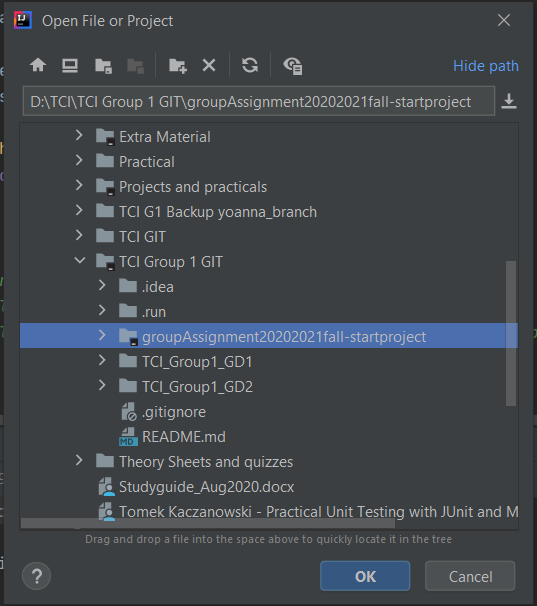 Open File or Project
Hide path
D:\TCI\TCI Group 1 GIT\groupAssignment20202021fall-startproject
Extra Material
Practical
Projects and practicals
TCI G1 Backup yoanna_branch
TCI GIT
TCI Group 1 GIT
.idea
.run
groupAssignment20202021fall-startproject
TCI_Group1_GD1
TCI_Group1_GD2
.gitignore
MD README.md
Theory Sheets and quizzes
Studyguide_Aug2020.docx
Tomek Kaczanowski - Practical Unit Testing with JUnit and M
Drag and drop a file into the space above to quickly locate it in the tree
? OK Cancel